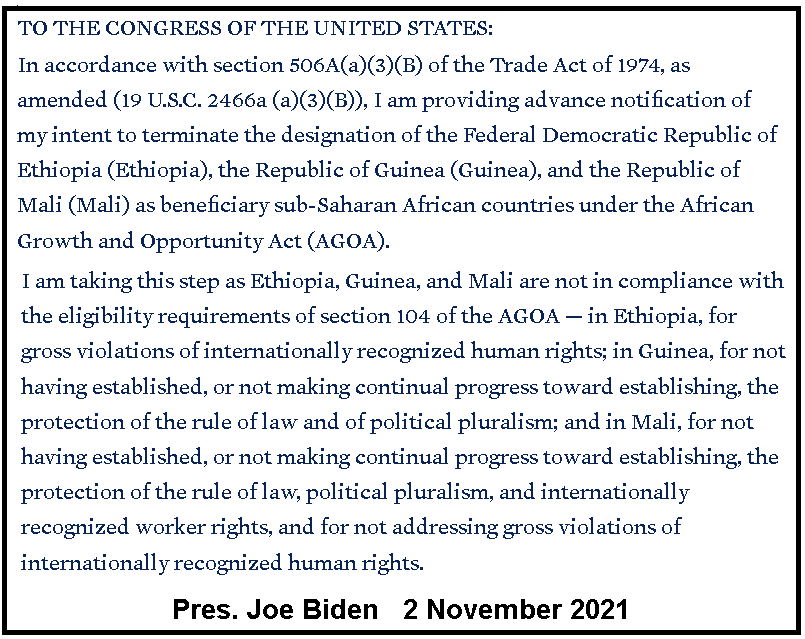 TO THE CONGRESS OF THE UNITED STATES:
In accordance with section 506A(a)(3)(B) of the Trade Act of 1974, as
amended (19 U.S.C. 2466a (a)(3)(B)), I am providing advance notification of
my intent to terminate the designation of the Federal Democratic Republic of
Ethiopia (Ethiopia), the Republic of Guinea (Guinea), and the Republic of
Mali (Mali) as beneficiary sub-Saharan African countries under the African
Growth and Opportunity Act (AGOA).
I am taking this step as Ethiopia, Guinea, and Mali are not in compliance with
the eligibility requirements of section 104 of the AGOA — in Ethiopia, for
gross violations of internationally recognized human rights; in Guinea, for not
having established, or not making continual progress toward establishing, the
protection of the rule of law and of political pluralism; and in Mali, for not
having established, or not making continual progress toward establishing, the
protection of the rule of law, political pluralism, and internationally
recognized worker rights, and for not addressing gross violations of
internationally recognized human rights.
Pres. Joe Biden 2 November 2021